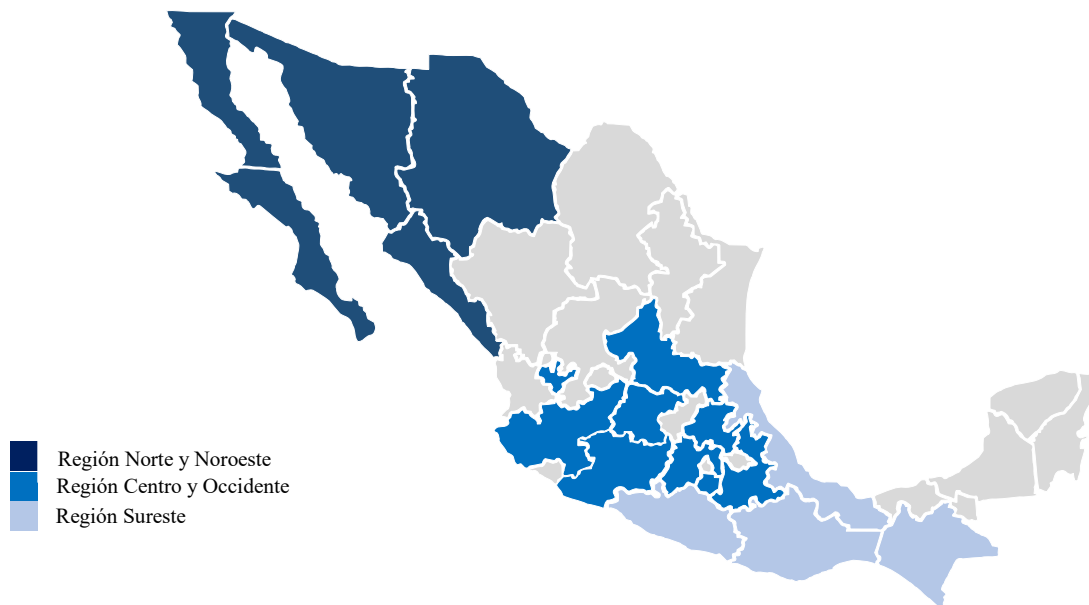 Región Norte y Noroeste
Región Centro y Occidente
Región Sureste